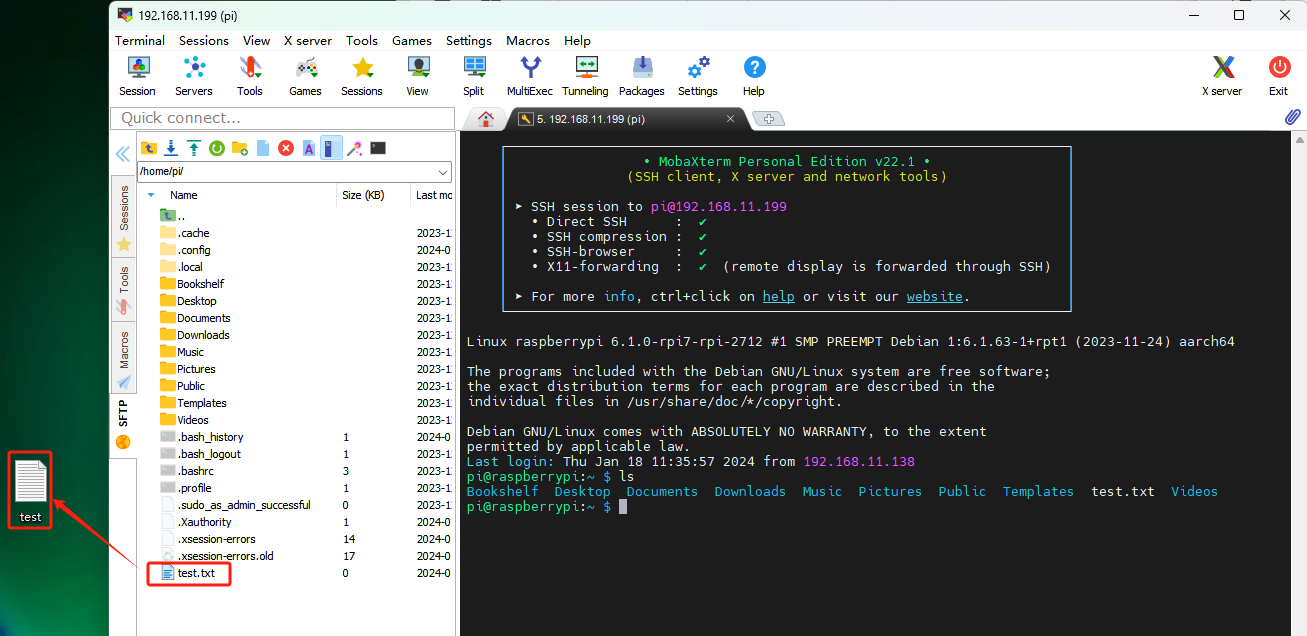 192.168.11.199 (pi)
Terminal Sessions View X server Tools Games Settings Macros Help
Session Servers Tools Games Sessions View Split MultiExec Tunneling Packages Settings Help X server Exit
Quick connect...
5. 192.168.11.199 (pi)
/home/pi/
Name Size (KB) Last mo
..
.cache 2023-1
.config 2024-0
.local 2023-1
Bookshelf 2023-1
Desktop 2023-1
Documents 2023-1
Downloads 2023-1
Music 2023-1
Pictures 2023-1
Public 2023-1
Templates 2023-1
Videos 2023-1
.bash_history 1 2024-0
.bash_logout 1 2023-1
.bashrc 3 2023-1
.profile 1 2023-1
.sudo_as_admin_successful 0 2023-1
.Xauthority 1 2024-0
.xsession-errors 14 2024-0
.xsession-errors.old 17 2024-0
test.txt 0 2024-0
Sessions
Tools
Macros
SFTP
test
• MobaXterm Personal Edition v22.1 •
(SSH client, X server and network tools)
➤ SSH session to pi@192.168.11.199
• Direct SSH : ✔
• SSH compression : ✔
• SSH-browser : ✔
• X11-forwarding : ✔ (remote display is forwarded through SSH)
➤ For more info, ctrl+click on help or visit our website.
Linux raspberrypi 6.1.0-rpi7-rpi-2712 #1 SMP PREEMPT Debian 1:6.1.63-1+rpt1 (2023-11-24) aarch64
The programs included with the Debian GNU/Linux system are free software;
the exact distribution terms for each program are described in the
individual files in /usr/share/doc/*/copyright.
Debian GNU/Linux comes with ABSOLUTELY NO WARRANTY, to the extent
permitted by applicable law.
Last login: Thu Jan 18 11:35:57 2024 from 192.168.11.138
pi@raspberrypi:~ $ ls
Bookshelf Desktop Documents Downloads Music Pictures Public Templates test.txt Videos
pi@raspberrypi:~ $